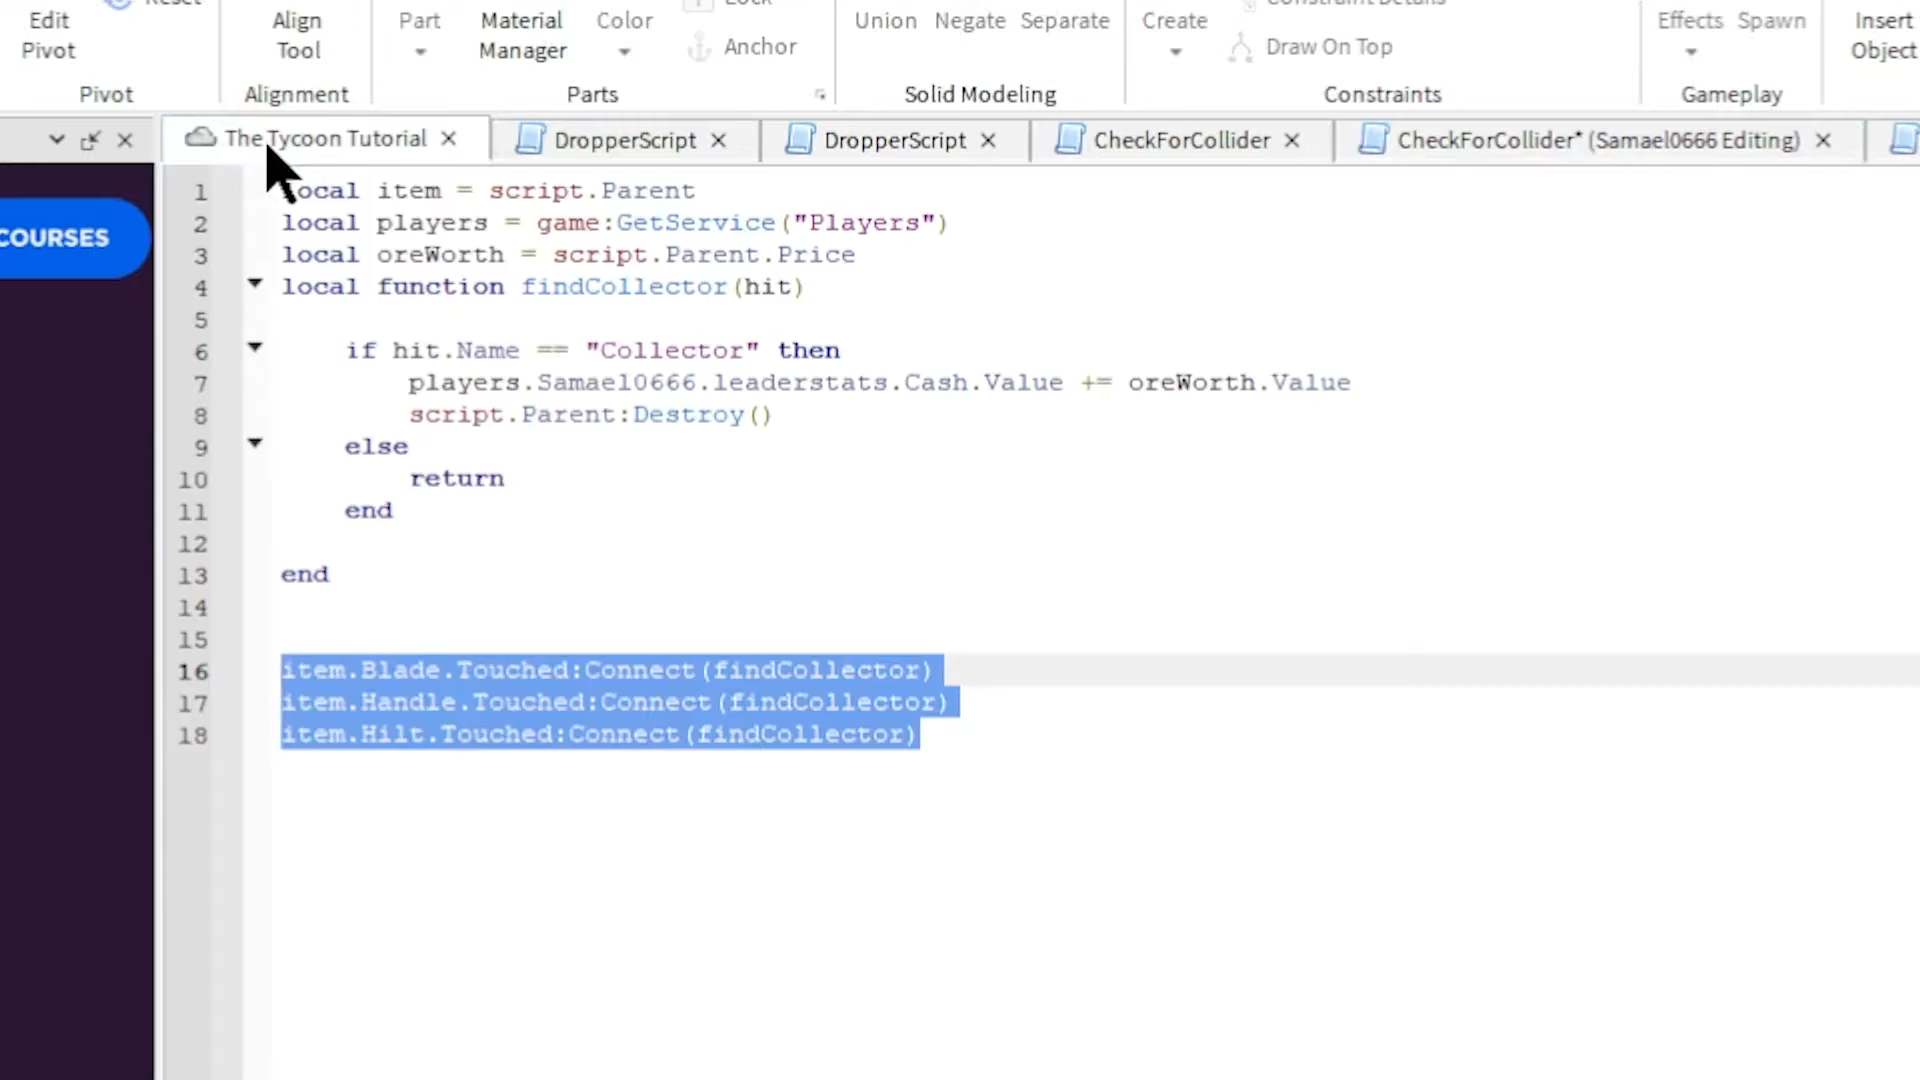 Edit
Pivot
Reset
Pivot
Align
Tool
Alignment
Part
Material
Manager
Color
Lock
Anchor
Parts
Union Negate Separate
Solid Modeling
Create
Constraint Details
Draw On Top
Constraints
Effects Spawn
Gameplay
Insert
Object
The Tycoon Tutorial
DropperScript
DropperScript
CheckForCollider
CheckForCollider* (Samael0666 Editing)
COURSES
1 local item = script.Parent
2 local players = game:GetService("Players")
3 local oreWorth = script.Parent.Price
4 local function findCollector(hit)
5
6 if hit.Name == "Collector" then
7 players.Samael0666.leaderstats.Cash.Value += oreWorth.Value
8 script.Parent:Destroy()
9 else
10 return
11 end
12
13 end
14
15
16 item.Blade.Touched:Connect(findCollector)
17 item.Handle.Touched:Connect(findCollector)
18 item.Hilt.Touched:Connect(findCollector)